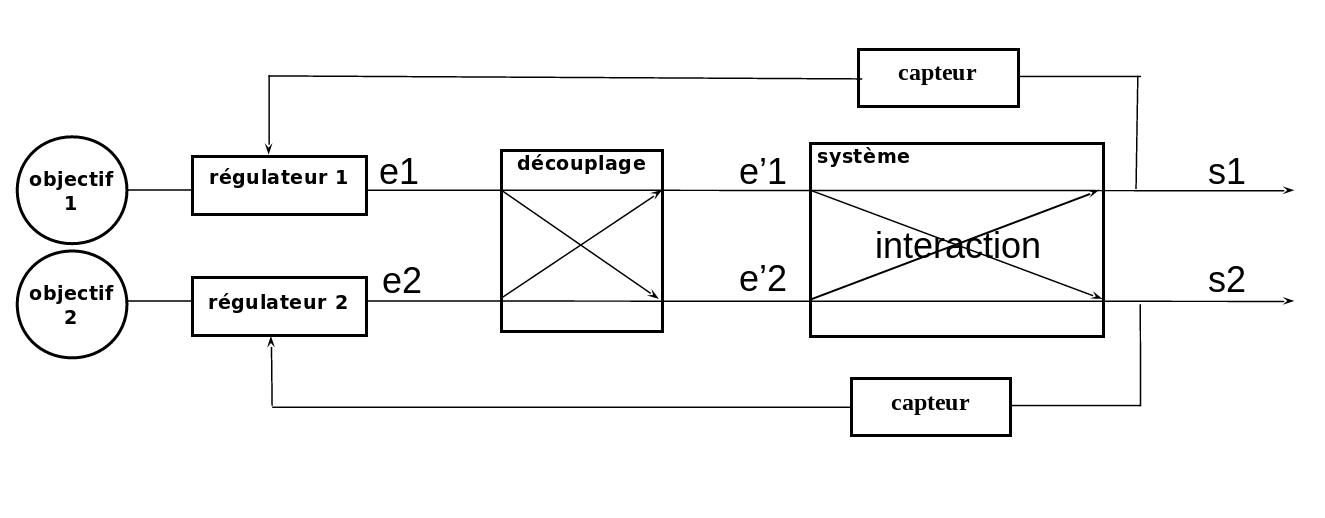 capteur
objectif
1
régulateur 1
e1
découplage
e’1
système
s1
interaction
objectif
2
régulateur 2
e2
e’2
s2
capteur